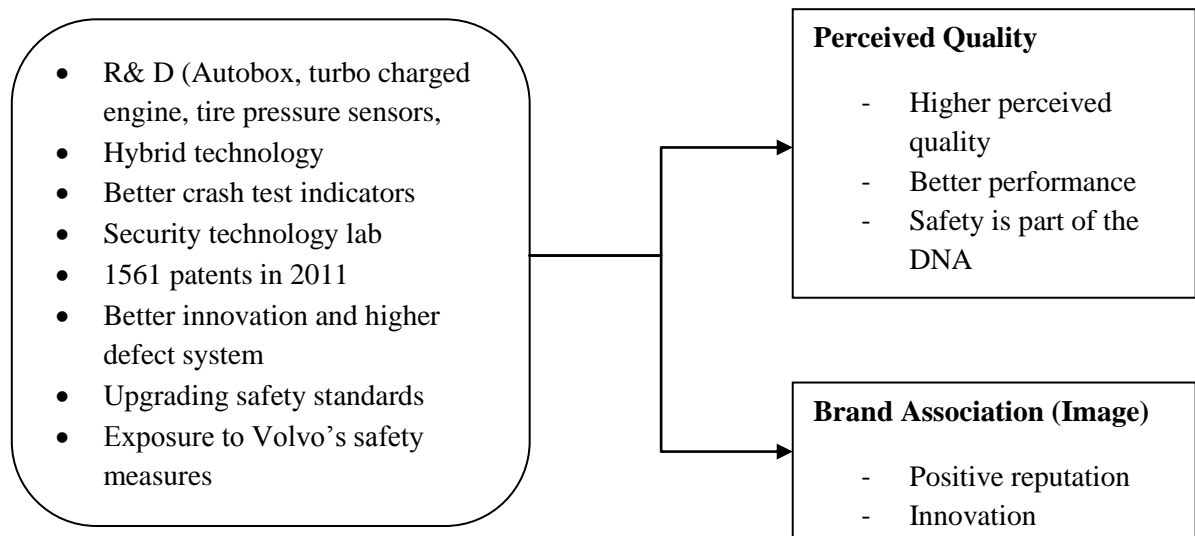 • R& D (Autobox, turbo charged
engine, tire pressure sensors,
• Hybrid technology
• Better crash test indicators
• Security technology lab
• 1561 patents in 2011
• Better innovation and higher
defect system
• Upgrading safety standards
• Exposure to Volvo’s safety
measures
Perceived Quality
- Higher perceived
quality
- Better performance
- Safety is part of the
DNA
Brand Association (Image)
- Positive reputation
- Innovation